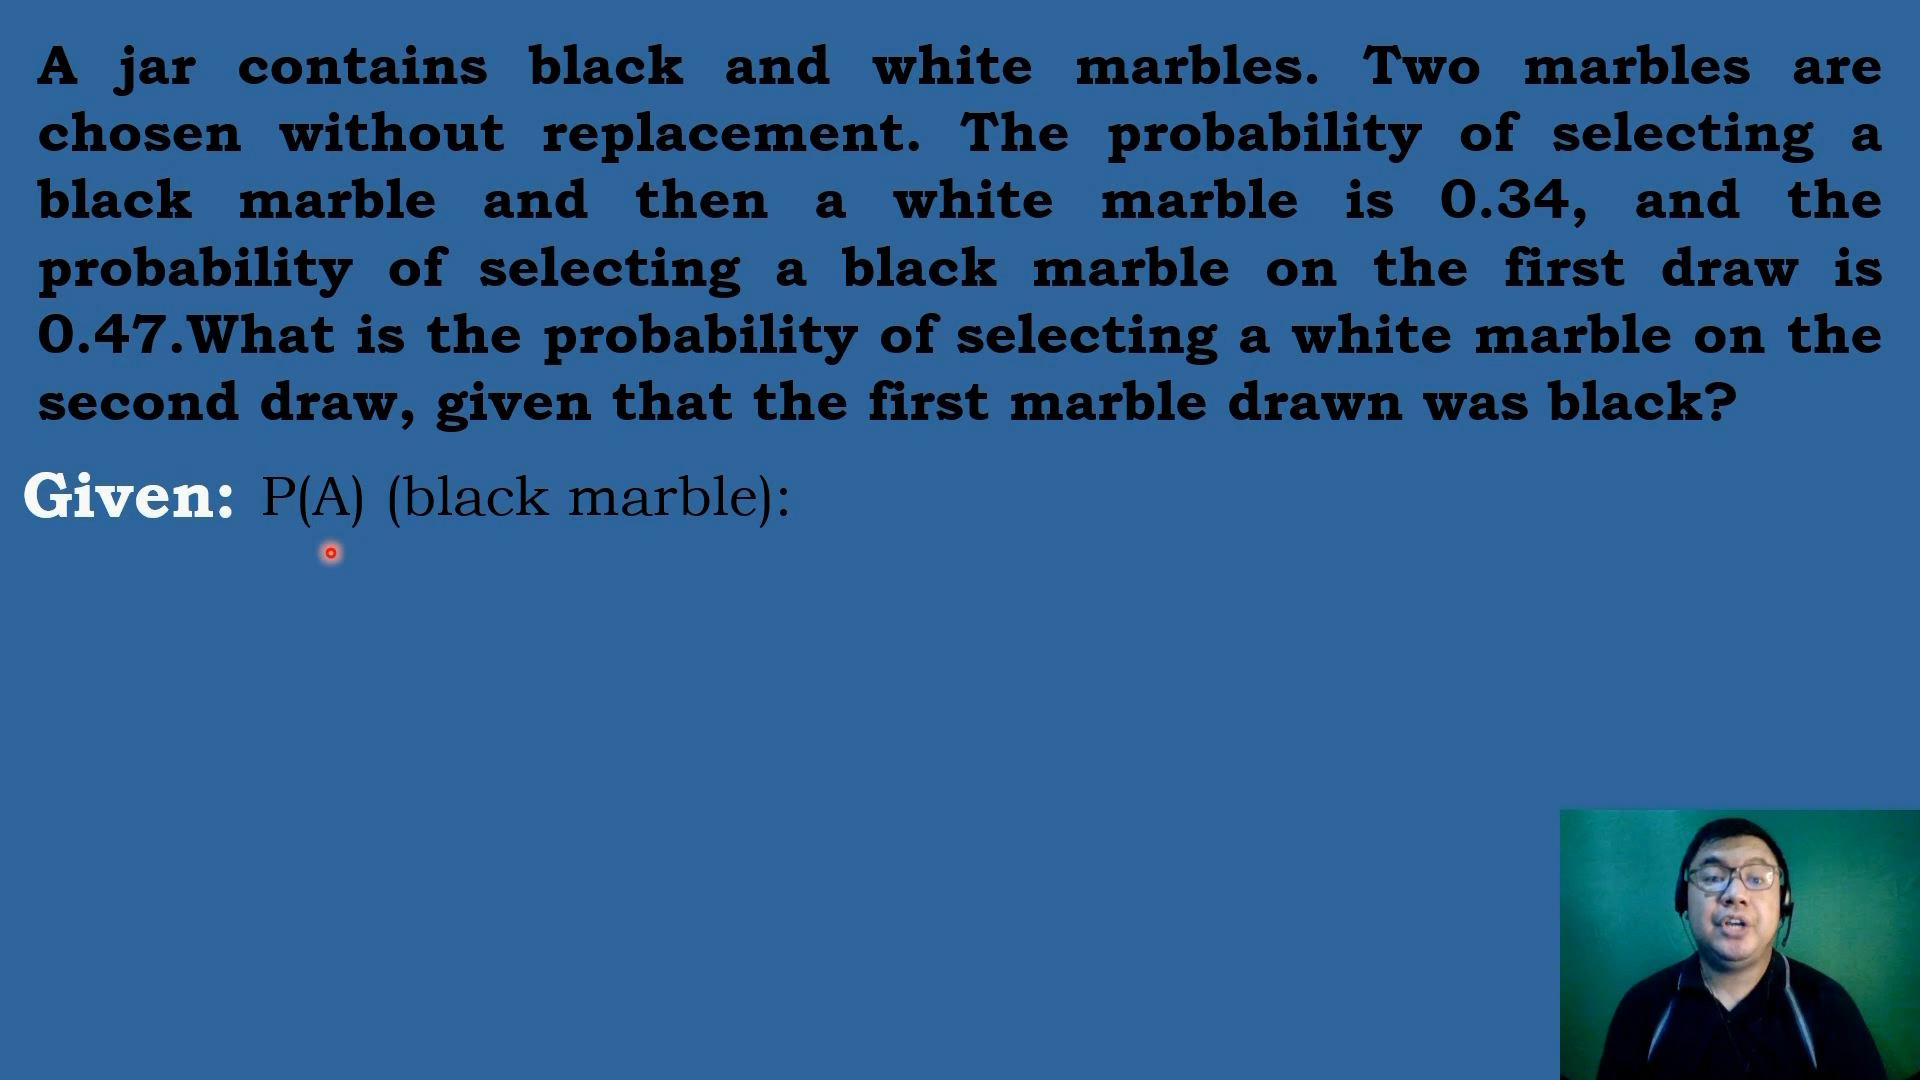 A jar contains black and white marbles. Two marbles are
chosen without replacement. The probability of selecting a
black marble and then a white marble is 0.34, and the
probability of selecting a black marble on the first draw is
0.47.What is the probability of selecting a white marble on the
second draw, given that the first marble drawn was black?
Given: P(A) (black marble):